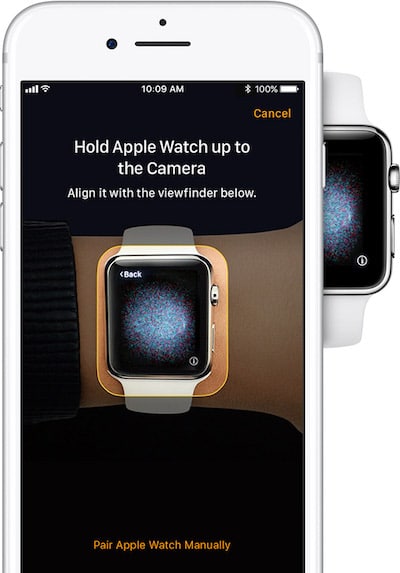 10:09 AM
100%
Cancel
Hold Apple Watch up to
the Camera
Align it with the viewfinder below.
Back
Pair Apple Watch Manually